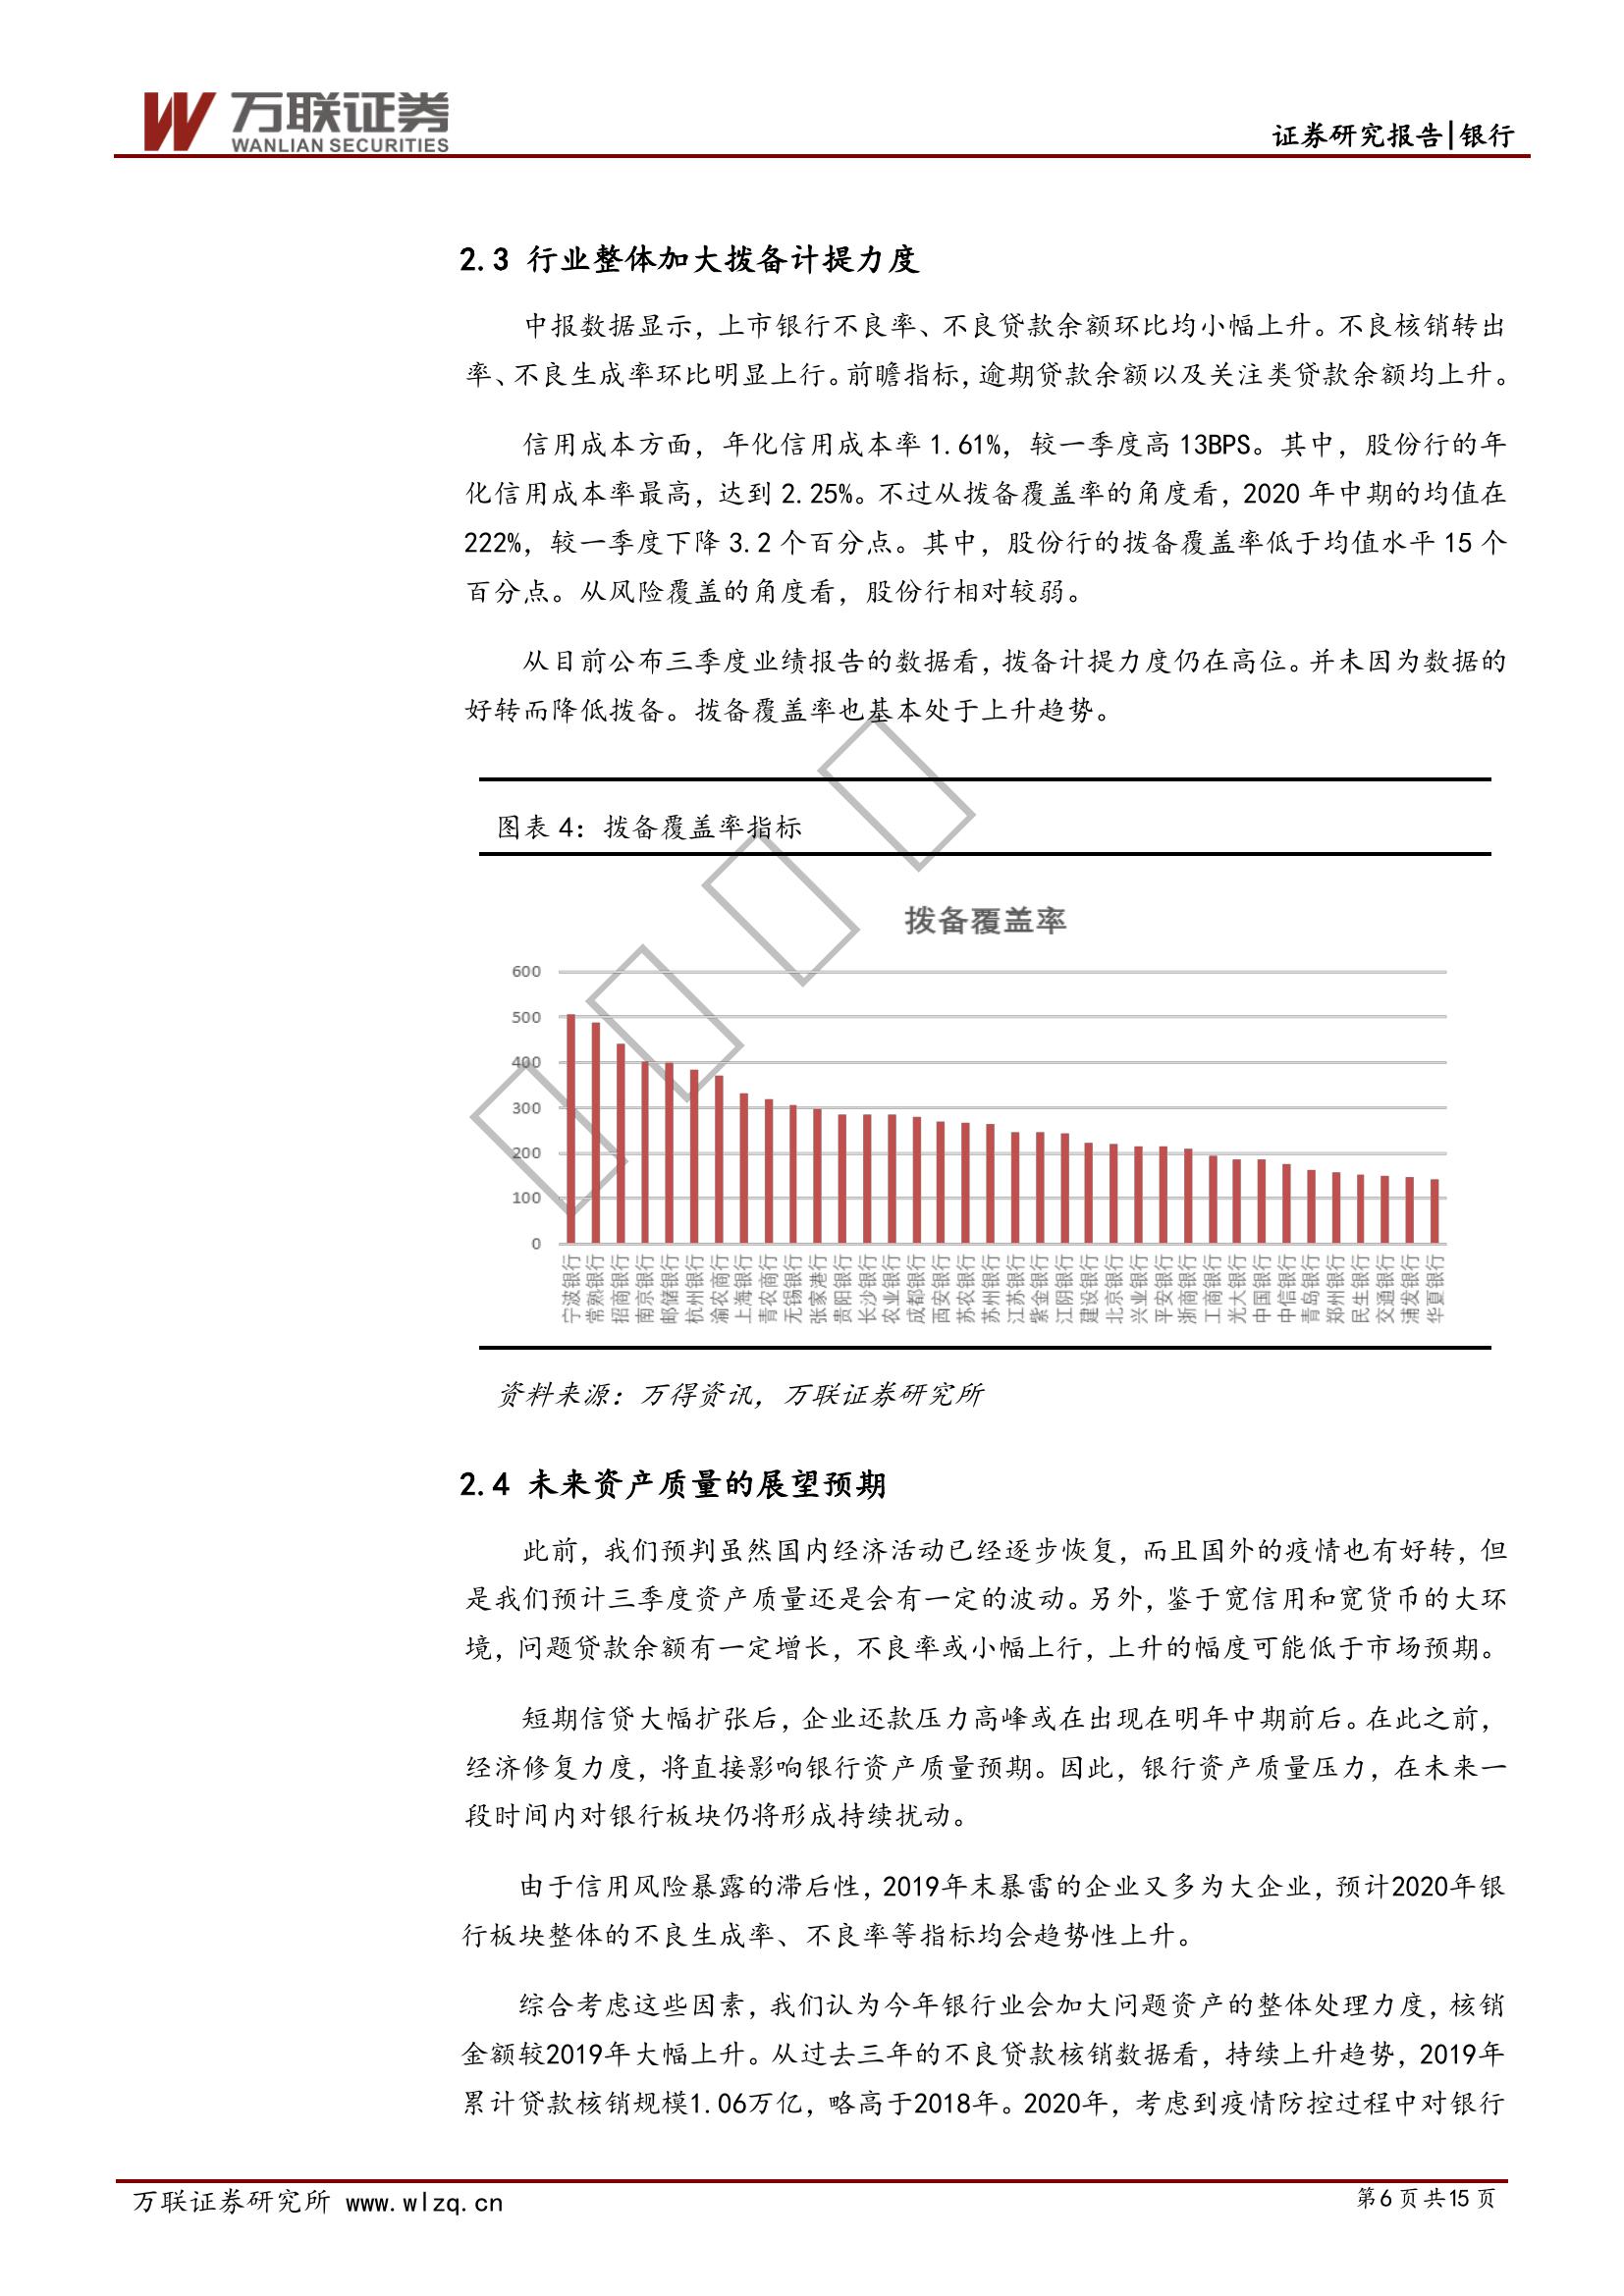 万联证券
WANLIAN SECURITIES
证券研究报告|银行
2.3 行业整体加大拨备计提力度
中报数据显示，上市银行不良率、不良贷款余额环比均小幅上升。不良核销转出
率、不良生成率环比明显上行。前瞻指标，逾期贷款余额以及关注类贷款余额均上升。
信用成本方面，年化信用成本率 1.61%，较一季度高 13BPS。其中，股份行的年
化信用成本率最高，达到 2.25%。不过从拨备覆盖率的角度看，2020 年中期的均值在
222%，较一季度下降 3.2 个百分点。其中，股份行的拨备覆盖率低于均值水平 15 个
百分点。从风险覆盖的角度看，股份行相对较弱。
从目前公布三季度业绩报告的数据看，拨备计提力度仍在高位。并未因为数据的
好转而降低拨备。拨备覆盖率也基本处于上升趋势。
图表 4：拨备覆盖率指标
拨备覆盖率
600
500
400
300
200
100
0
宁波银行
常熟银行
招商银行
南京银行
邮储银行
杭州银行
渝农商行
上海银行
青农商行
无锡银行
张家港行
贵阳银行
长沙银行
农业银行
成都银行
西安银行
苏农银行
苏州银行
江苏银行
紫金银行
江阴银行
建设银行
北京银行
兴业银行
平安银行
浙商银行
工商银行
光大银行
中国银行
中信银行
青岛银行
郑州银行
民生银行
交通银行
浦发银行
华夏银行
资料来源：万得资讯，万联证券研究所
2.4 未来资产质量的展望预期
此前，我们预判虽然国内经济活动已经逐步恢复，而且国外的疫情也有好转，但
是我们预计三季度资产质量还是会有一定的波动。另外，鉴于宽信用和宽货币的大环
境，问题贷款余额有一定增长，不良率或小幅上行，上升的幅度可能低于市场预期。
短期信贷大幅扩张后，企业还款压力高峰或在出现在明年中期前后。在此之前，
经济修复力度，将直接影响银行资产质量预期。因此，银行资产质量压力，在未来一
段时间内对银行板块仍将形成持续扰动。
由于信用风险暴露的滞后性，2019年末暴雷的企业又多为大企业，预计2020年银
行板块整体的不良生成率、不良率等指标均会趋势性上升。
综合考虑这些因素，我们认为今年银行业会加大问题资产的整体处理力度，核销
金额较2019年大幅上升。从过去三年的不良贷款核销数据看，持续上升趋势，2019年
累计贷款核销规模1.06万亿，略高于2018年。2020年，考虑到疫情防控过程中对银行
万联证券研究所 www.wlzq.cn
第 6 页 共 15 页